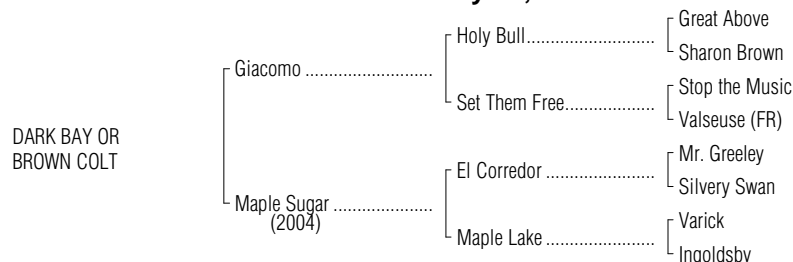 Great Above
Holy Bull
Sharon Brown
Giacomo
Stop the Music
Set Them Free
Valseuse (FR)
DARK BAY OR
BROWN COLT
Mr. Greeley
El Corredor
Silvery Swan
Maple Sugar
(2004)
Varick
Maple Lake
Ingoldsby